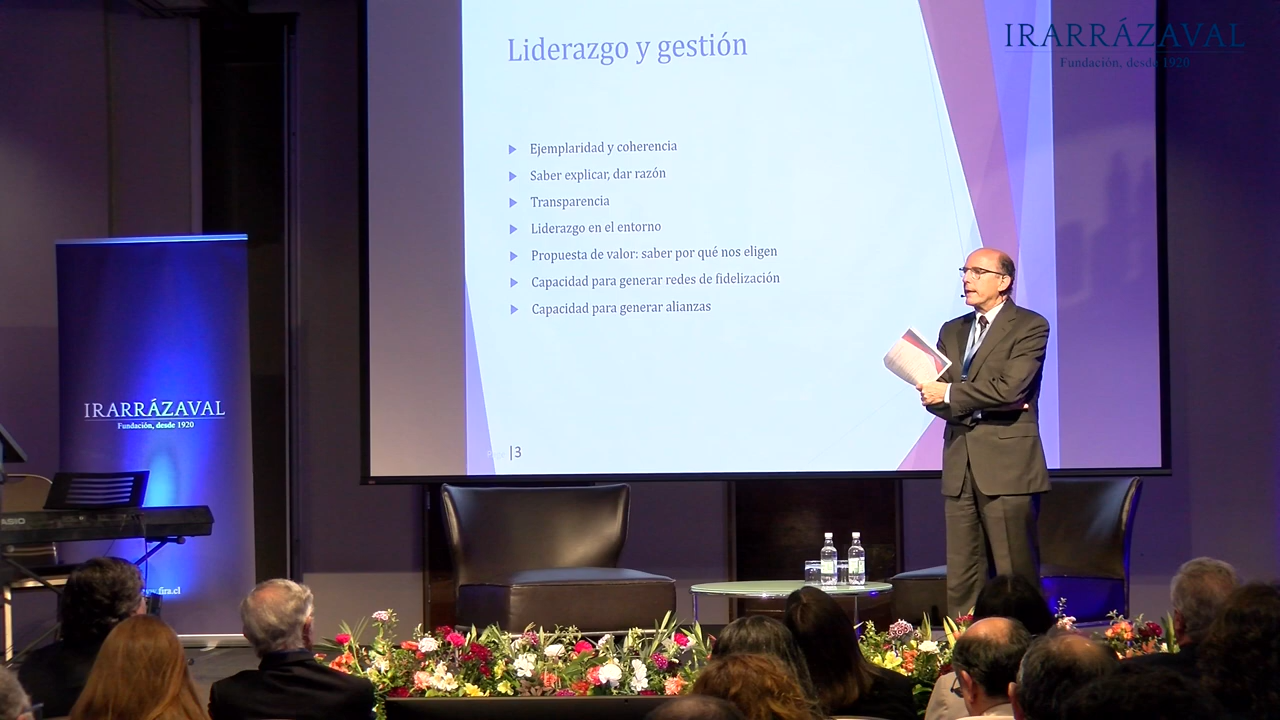 Liderazgo y gestión
IRARRÁZAVAL
Fundación, desde 1920
Ejemplaridad y coherencia
Saber explicar, dar razón
Transparencia
Liderazgo en el entorno
Propuesta de valor: saber por qué nos eligen
Capacidad para generar redes de fidelización
Capacidad para generar alianzas
|3
IRARRÁZAVAL
Fundación, desde 1920
CASIO
fira.cl